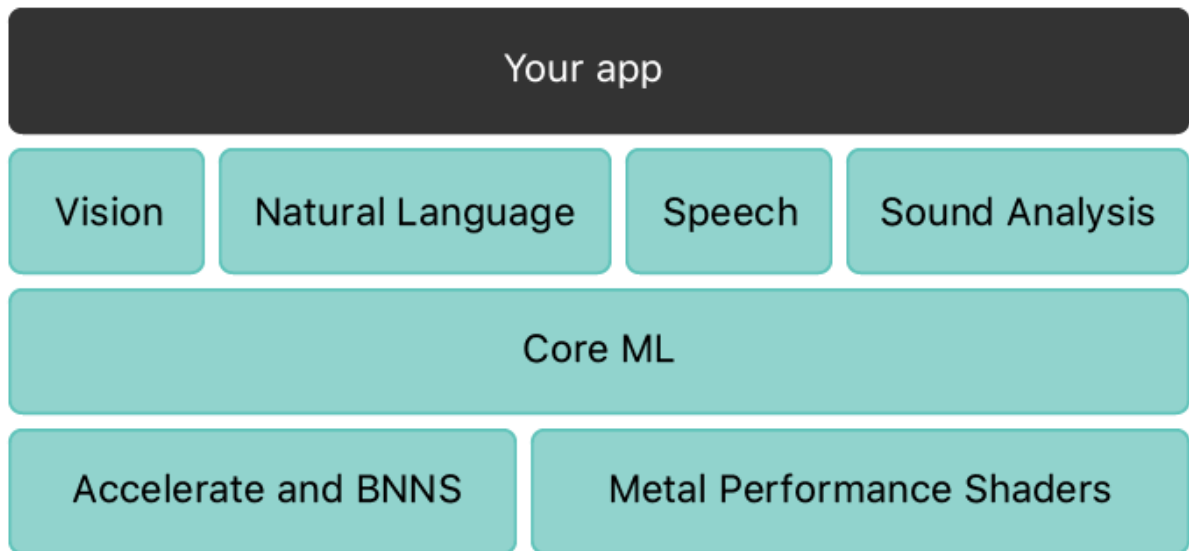 Your app
Vision
Natural Language
Speech
Sound Analysis
Core ML
Accelerate and BNNS
Metal Performance Shaders